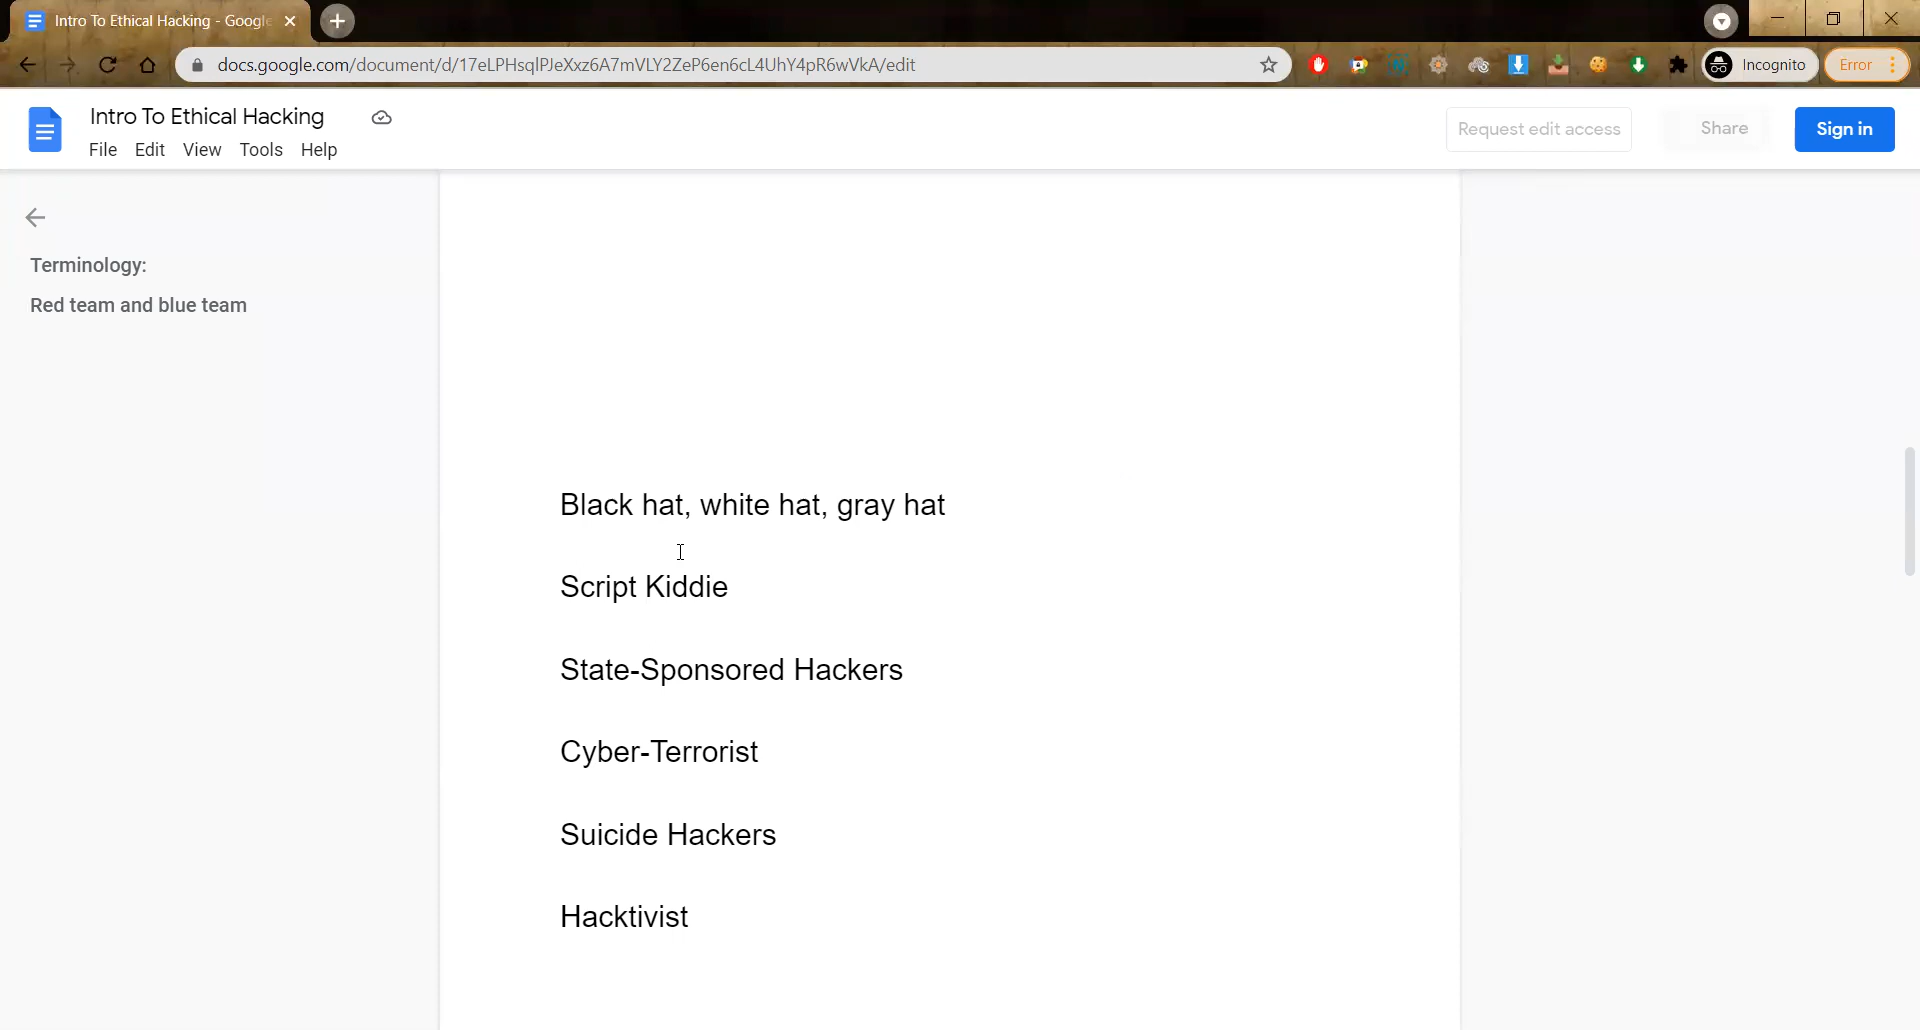 Intro To Ethical Hacking - Google
docs.google.com/document/d/17eLPHsqlPJeXxz6A7mVLY2ZeP6en6cL4UhY4pR6wVkA/edit
Incognito
Error
Intro To Ethical Hacking
File Edit View Tools Help
Request edit access
Share
Sign in
Terminology:
Red team and blue team
Black hat, white hat, gray hat
Script Kiddie
State-Sponsored Hackers
Cyber-Terrorist
Suicide Hackers
Hacktivist